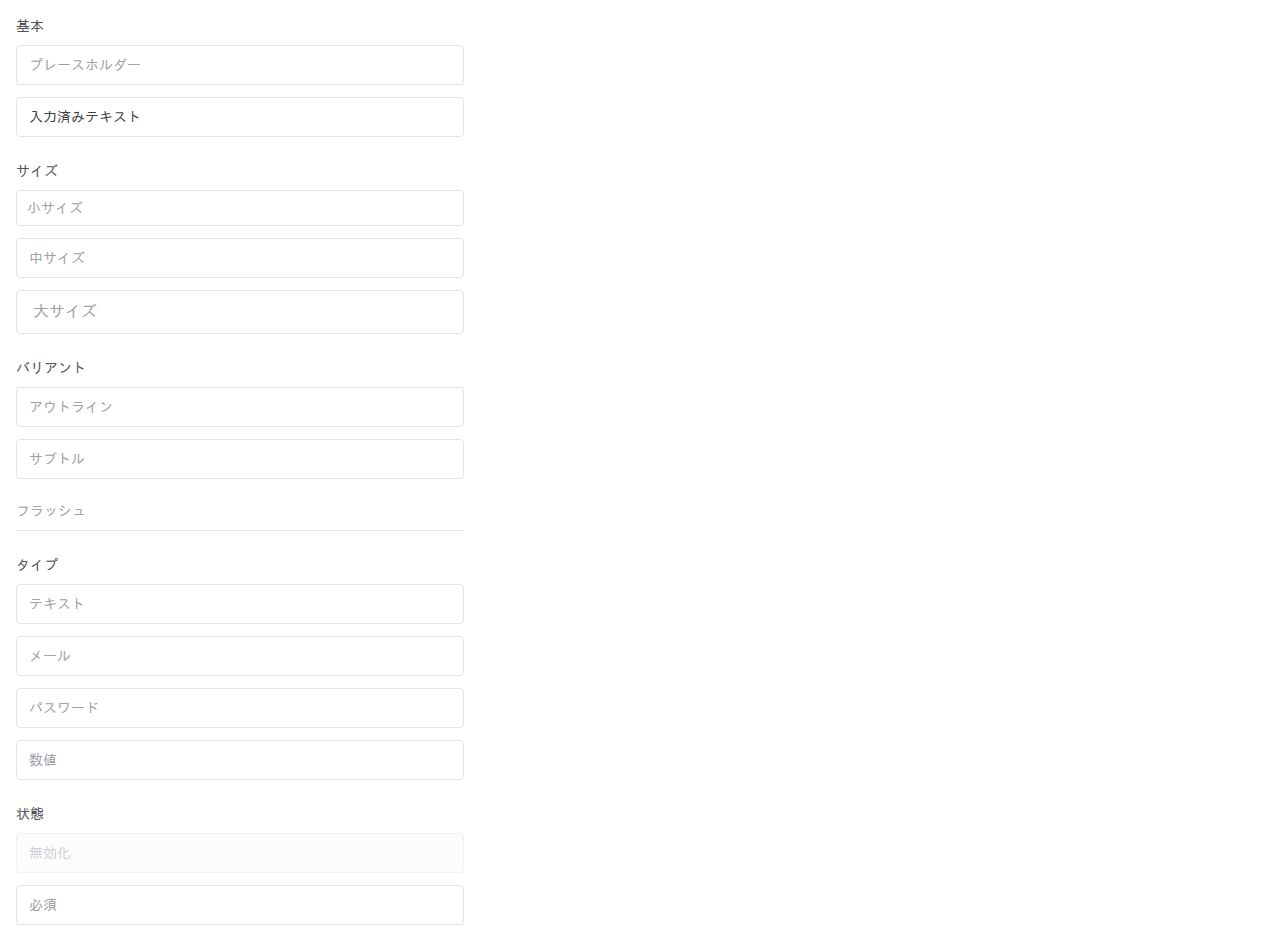 基本
プレースホルダー
入力済みテキスト
サイズ
小サイズ
中サイズ
大サイズ
バリアント
アウトライン
サブトル
フラッシュ
タイプ
テキスト
メール
パスワード
数値
状態
無効化
必須